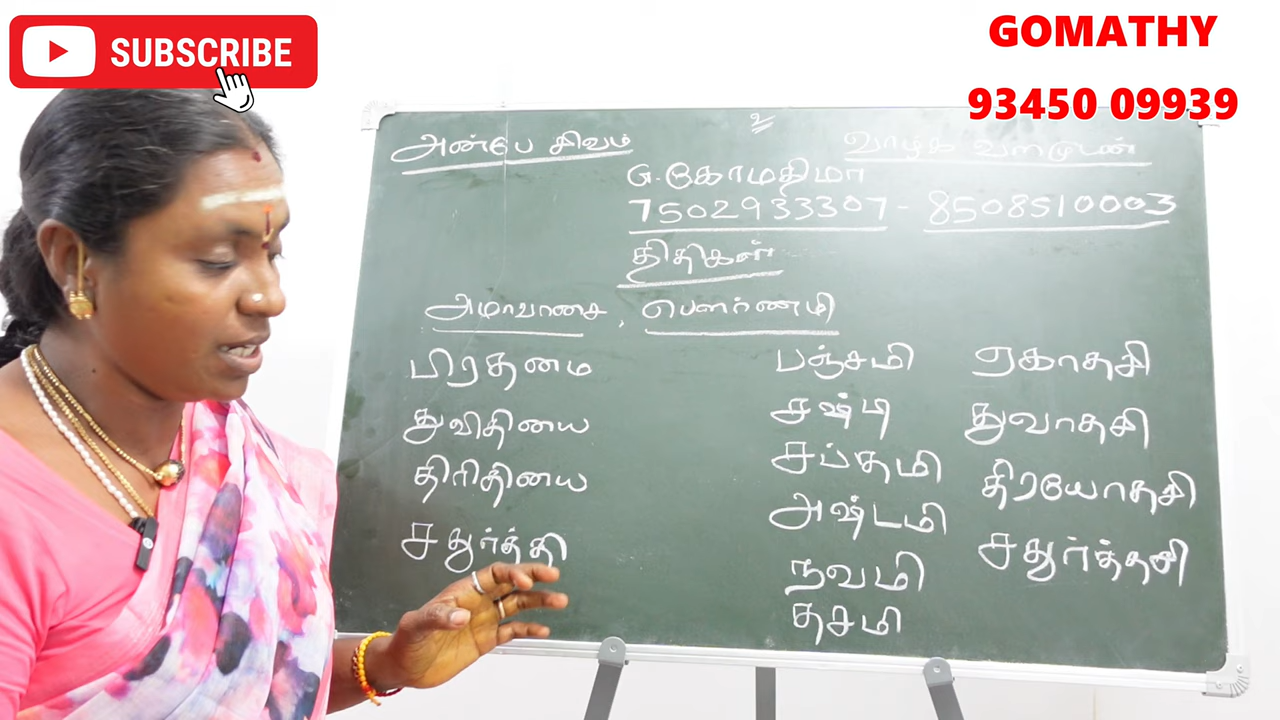 SUBSCRIBE
GOMATHY
93450 09939
உ
அன்பே சிவம்
வாழ்க வளமுடன்
G.கோமதிமா
7502933307 - 8508510003
திதிகள்
அமாவாசை, பௌர்ணமி
பிரதமை
துவிதியை
திரிதியை
சதுர்த்தி
பஞ்சமி
சஷ்டி
சப்தமி
அஷ்டமி
நவமி
தசமி
ஏகாதசி
துவாதசி
திரயோதசி
சதுர்த்தசி